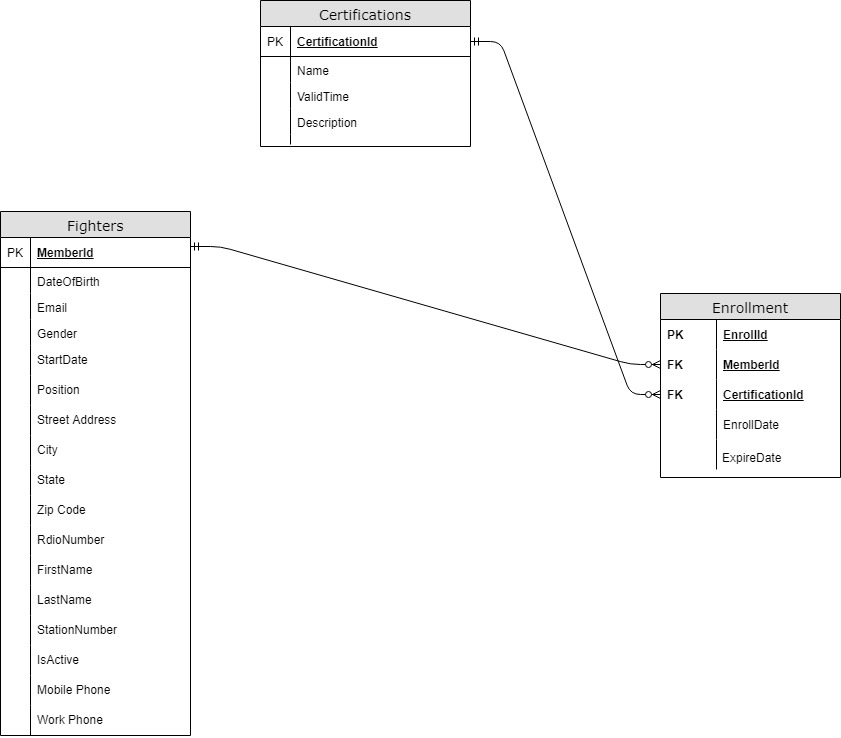 Certifications
PK CertificationId
Name
ValidTime
Description
Fighters
PK MemberId
DateOfBirth
Email
Gender
StartDate
Position
Street Address
City
State
Zip Code
RdioNumber
FirstName
LastName
StationNumber
IsActive
Mobile Phone
Work Phone
Enrollment
PK EnrollId
FK MemberId
FK CertificationId
EnrollDate
ExpireDate